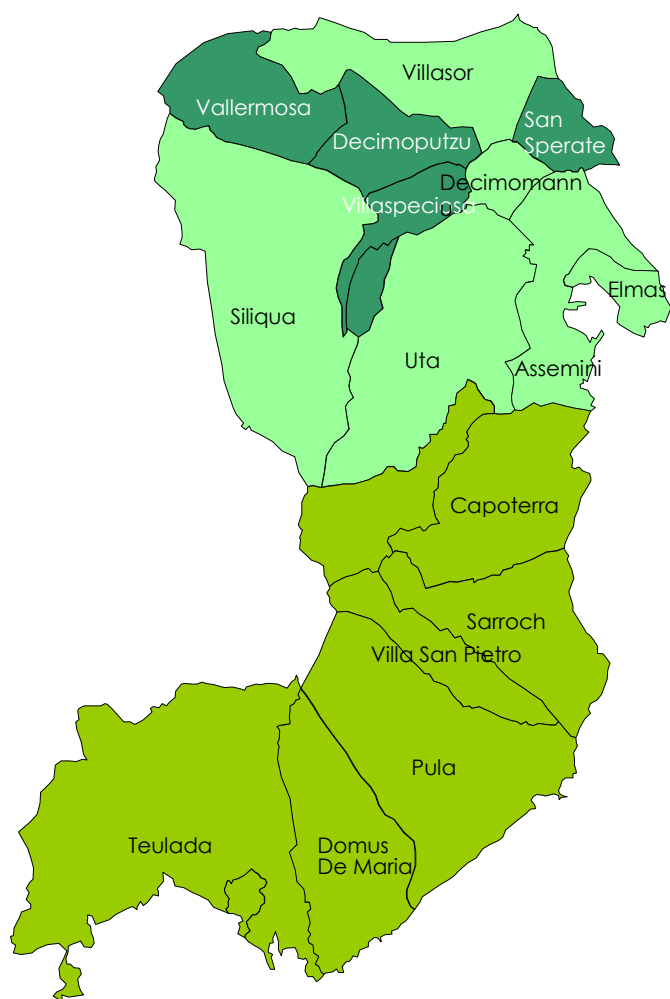 Villasor
Vallermosa
San
Sperate
Decimoputzu
Decimomann
u
Villaspeciosa
Elmas
Siliqua
Uta
Assemini
Capoterra
Sarroch
Villa San Pietro
Pula
Teulada
Domus
De Maria